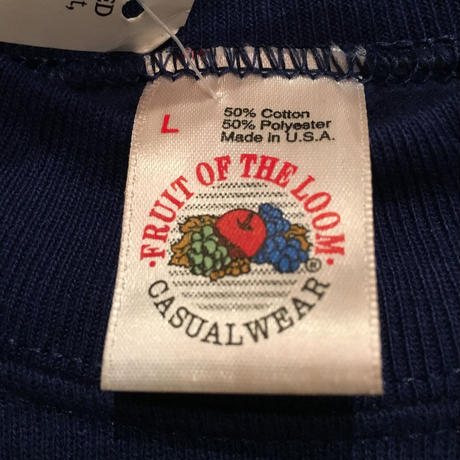 L
50% Cotton
50% Polyester
Made in U.S.A.
·FRUIT OF THE LOOM·
®
CASUALWEAR